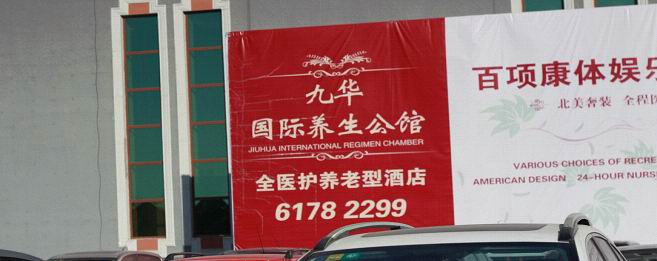 九华
国际养生公馆
JIUHUA INTERNATIONAL REGIMEN CHAMBER
全医护养老型酒店
6178 2299
百项康体娱乐
北美奢装 全程医
VARIOUS CHOICES OF RECRE
AMERICAN DESIGN 24-HOUR NURS